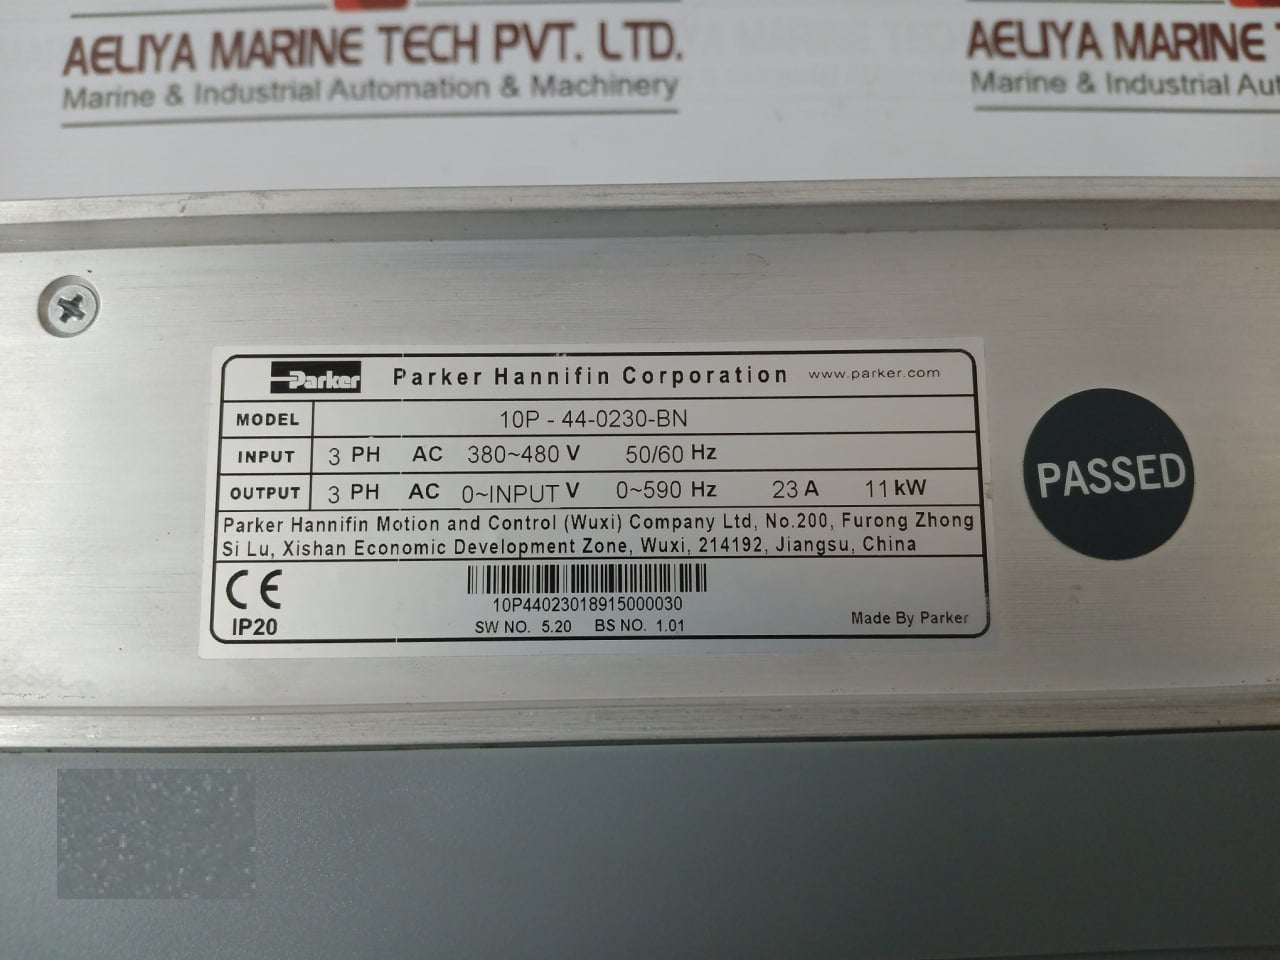 AELIYA MARINE TECH PVT. LTD.
Marine & Industrial Automation & Machinery
AELIYA MARINE
Marine & Industrial
Parker Parker Hannifin Corporation www.parker.com
MODEL 10P - 44-0230-BN
INPUT 3 PH AC 380~480 V 50/60 Hz
OUTPUT 3 PH AC 0~INPUT V 0~590 Hz 23 A 11 kW
Parker Hannifin Motion and Control (Wuxi) Company Ltd, No.200, Furong Zhong
Si Lu, Xishan Economic Development Zone, Wuxi, 214192, Jiangsu, China
CE
IP20
10P44023018915000030
SW NO. 5.20 BS NO. 1.01
Made By Parker
PASSED